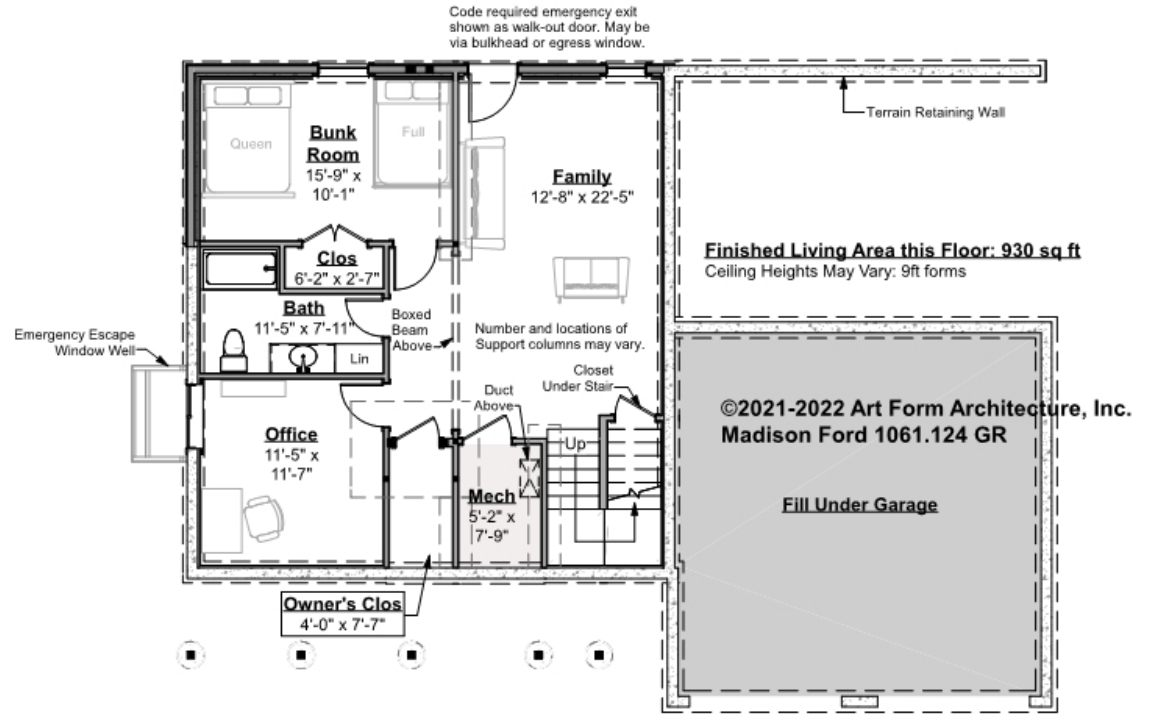 Code required emergency exit
shown as walk-out door. May be
via bulkhead or egress window.
Terrain Retaining Wall
Queen
Full
Bunk
Room
15'-9" x
10'-1"
Family
12'-8" x 22'-5"
Finished Living Area this Floor: 930 sq ft
Ceiling Heights May Vary: 9ft forms
Clos
6'-2" x 2'-7"
Bath
11'-5" x 7'-11"
Boxed
Beam
Above
Number and locations of
Support columns may vary.
Emergency Escape
Window Well
Lin
Closet
Under Stair
Duct
Above
©2021-2022 Art Form Architecture, Inc.
Madison Ford 1061.124 GR
Office
11'-5" x
11'-7"
Up
Mech
5'-2" x
7'-9"
Fill Under Garage
Owner's Clos
4'-0" x 7'-7"